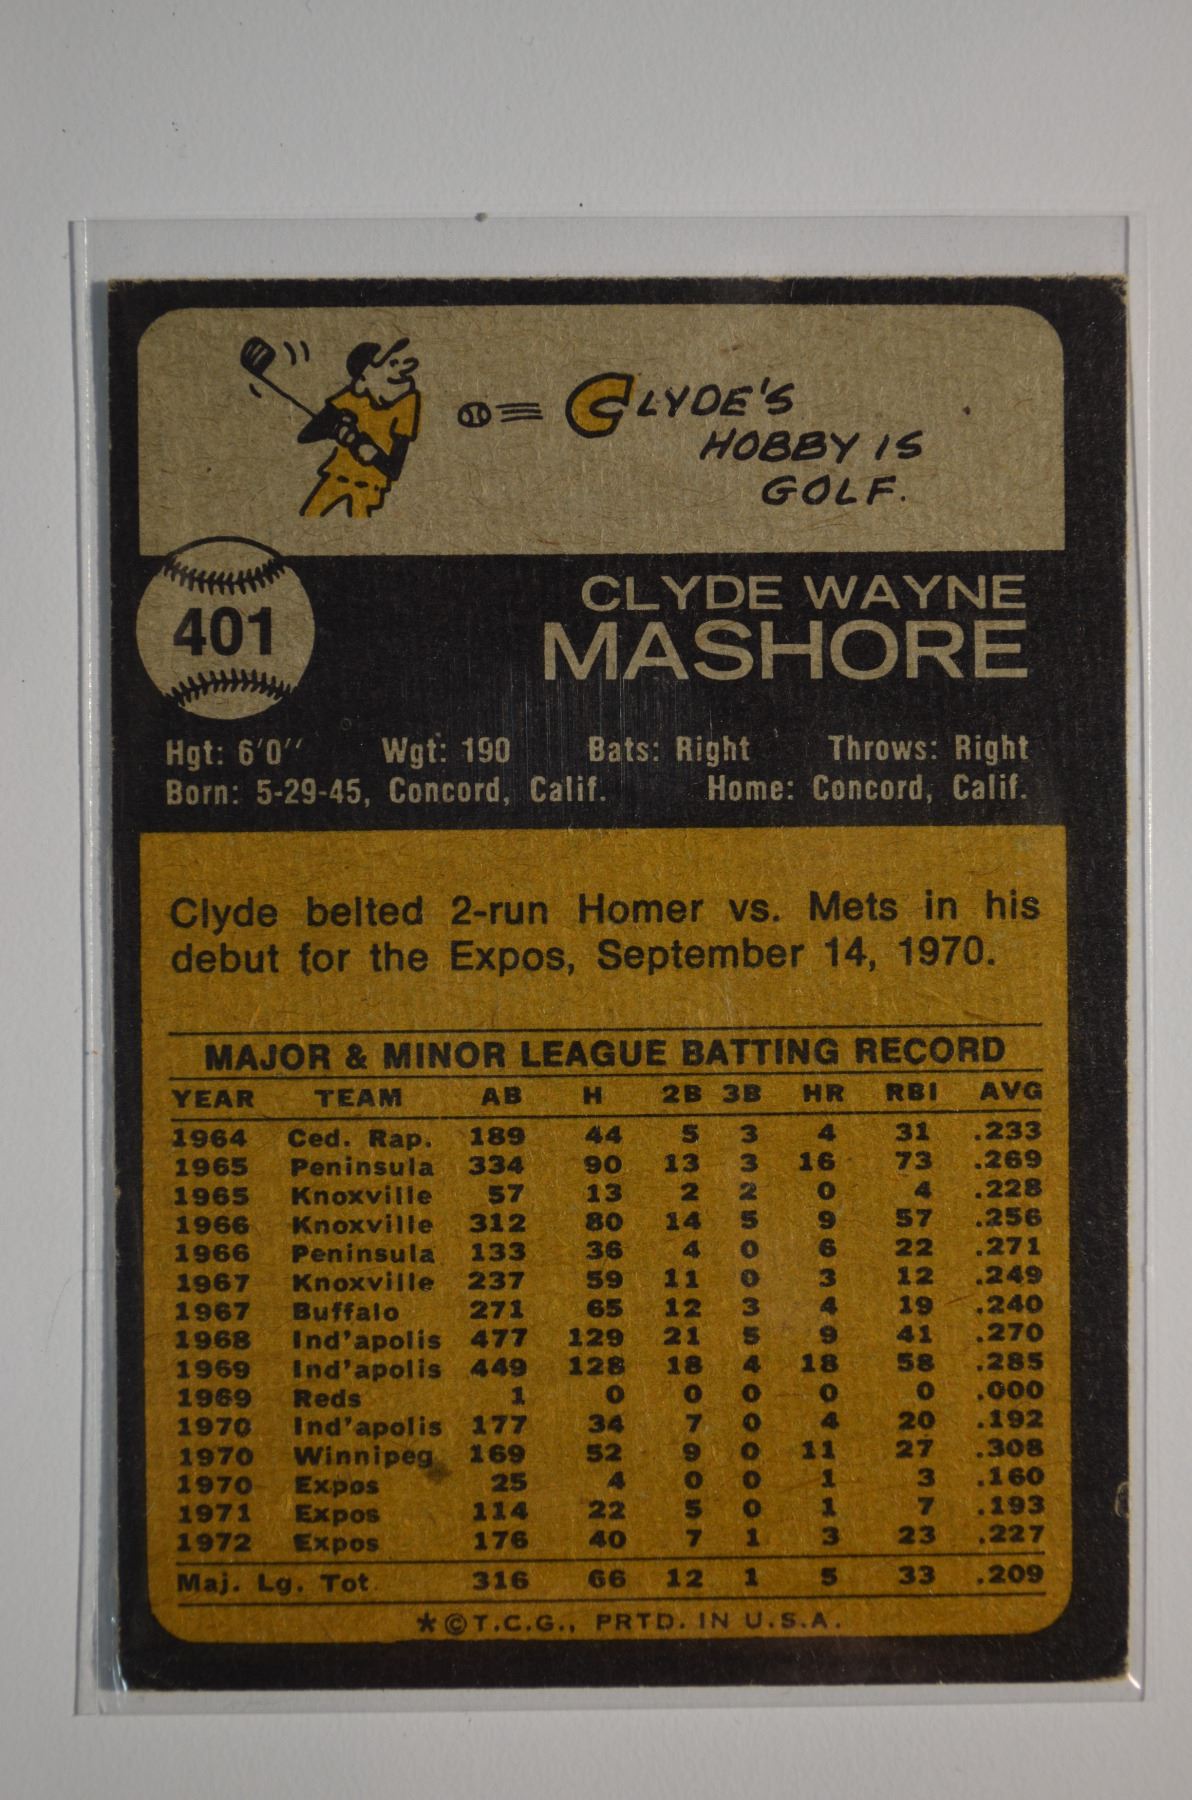 CLYDE'S
HOBBY IS
GOLF.
401
CLYDE WAYNE
MASHORE
Hgt: 6'0'' Wgt: 190 Bats: Right Throws: Right
Born: 5-29-45, Concord, Calif. Home: Concord, Calif.
Clyde belted 2-run Homer vs. Mets in his
debut for the Expos, September 14, 1970.
MAJOR & MINOR LEAGUE BATTING RECORD
YEAR TEAM AB H 2B 3B HR RBI AVG
1964 Ced. Rap. 189 44 5 3 4 31 .233
1965 Peninsula 334 90 13 3 16 73 .269
1965 Knoxville 57 13 2 2 0 4 .228
1966 Knoxville 312 80 14 5 9 57 .256
1966 Peninsula 133 36 4 0 6 22 .271
1967 Knoxville 237 59 11 0 3 12 .249
1967 Buffalo 271 65 12 3 4 19 .240
1968 Ind'apolis 477 129 21 5 9 41 .270
1969 Ind'apolis 449 128 18 4 18 58 .285
1969 Reds 1 0 0 0 0 0 .000
1970 Ind'apolis 177 34 7 0 4 20 .192
1970 Winnipeg 169 52 9 0 11 27 .308
1970 Expos 25 4 0 0 1 3 .160
1971 Expos 114 22 5 0 1 7 .193
1972 Expos 176 40 7 1 3 23 .227
Maj. Lg. Tot. 316 66 12 1 5 33 .209
*©T.C.G., PRTD. IN U.S.A.